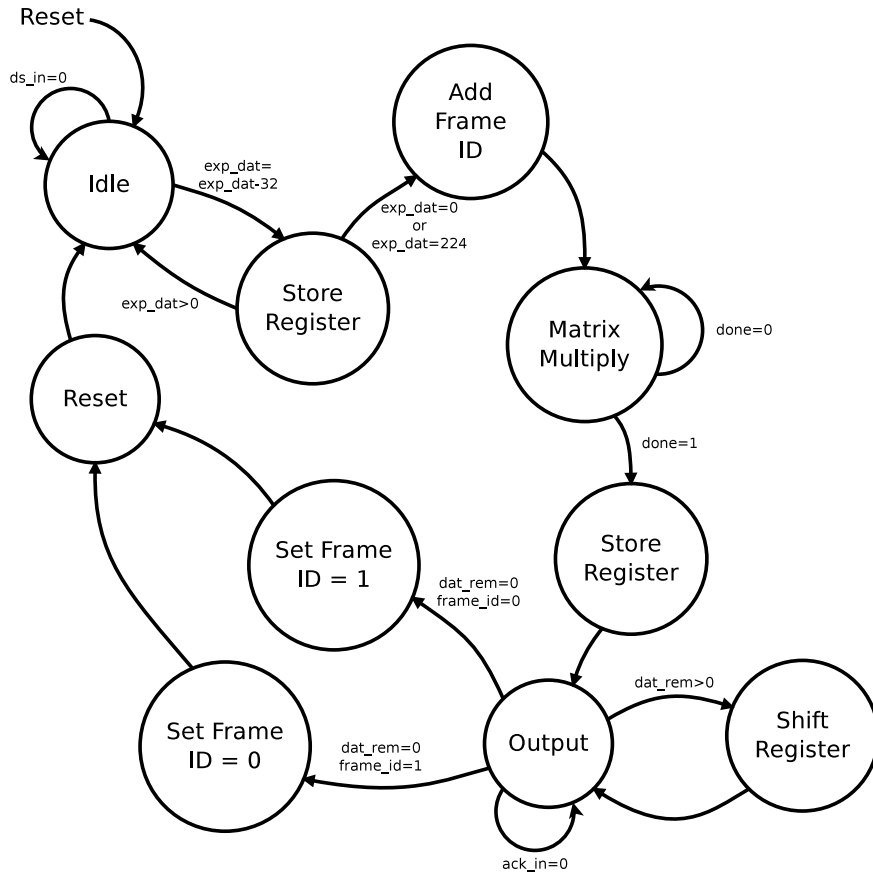 Reset
ds_in=0
Idle
exp_dat=
exp_dat-32
Add
Frame
ID
exp_dat=0
or
exp_dat=224
Store
Register
exp_dat>0
Matrix
Multiply
done=0
Reset
done=1
Set Frame
ID = 1
Store
Register
dat_rem=0
frame_id=0
dat_rem>0
Set Frame
ID = 0
dat_rem=0
frame_id=1
Output
Shift
Register
ack_in=0